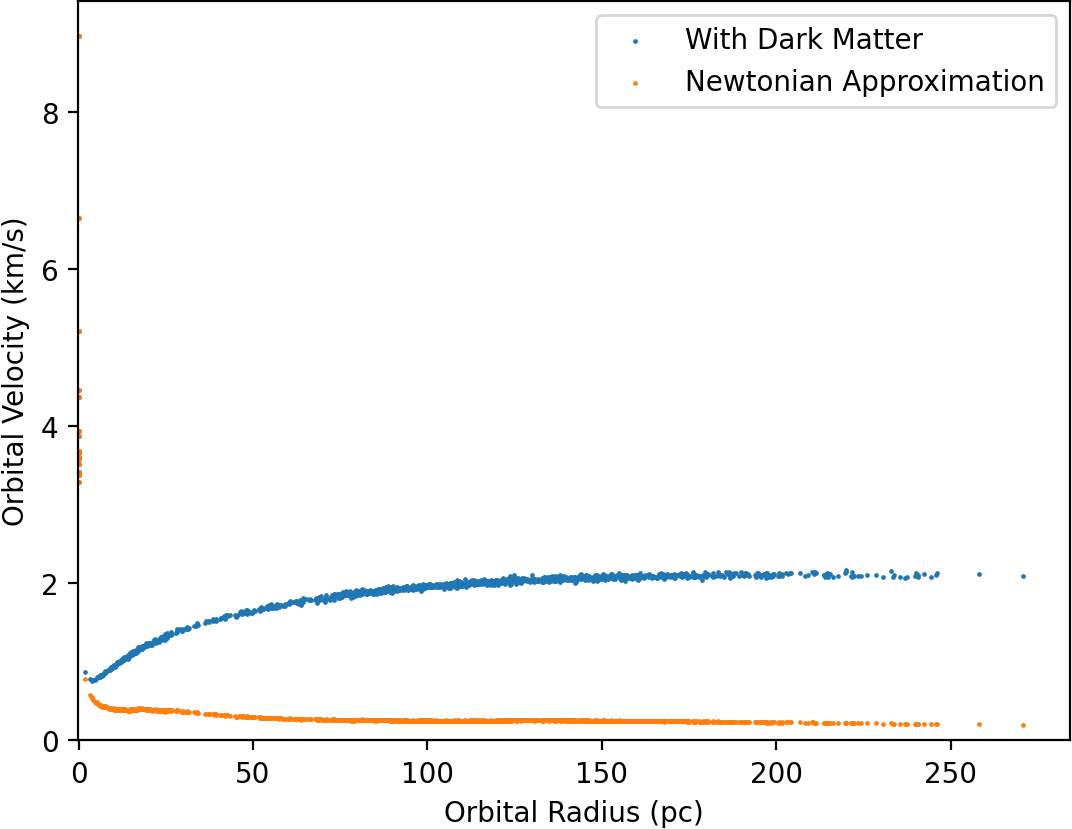 With Dark Matter
Newtonian Approximation
8
6
4
2
0
Orbital Velocity (km/s)
0 50 100 150 200 250
Orbital Radius (pc)